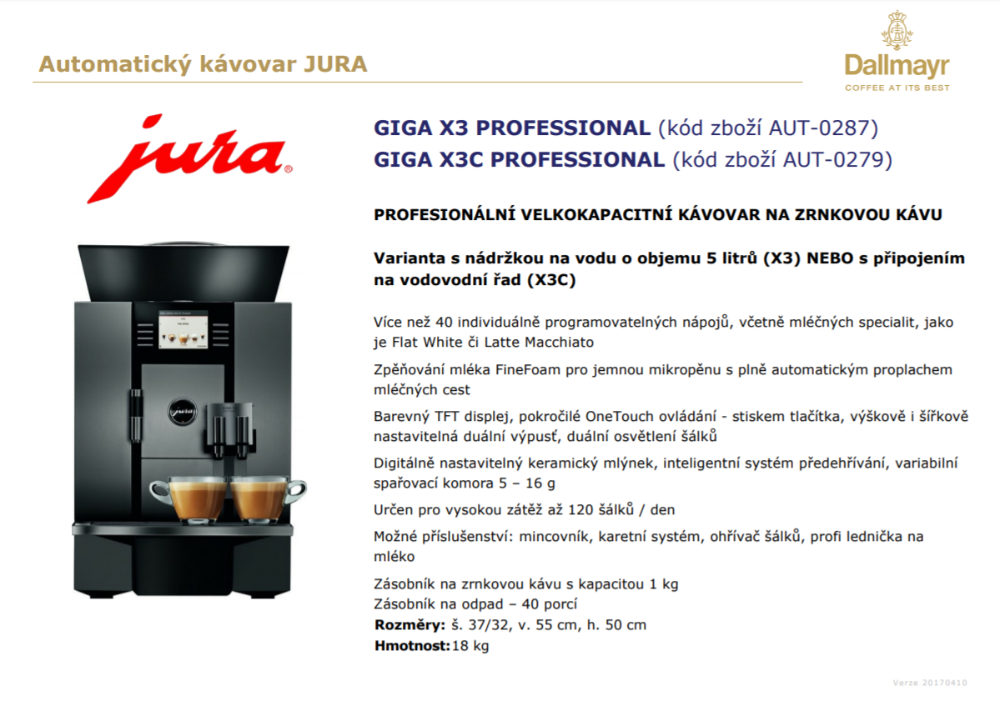 Automatický kávovar JURA
Dallmayr
COFFEE AT ITS BEST
jura®
GIGA X3 PROFESSIONAL (kód zboží AUT-0287)
GIGA X3C PROFESSIONAL (kód zboží AUT-0279)
PROFESIONÁLNÍ VELKOKAPACITNÍ KÁVOVAR NA ZRNKOVOU KÁVU
Varianta s nádržkou na vodu o objemu 5 litrů (X3) NEBO s připojením
na vodovodní řad (X3C)
Více než 40 individuálně programovatelných nápojů, včetně mléčných specialit, jako
je Flat White či Latte Macchiato
Zpěňování mléka FineFoam pro jemnou mikropěnu s plně automatickým proplachem
mléčných cest
Barevný TFT displej, pokročilé OneTouch ovládání - stiskem tlačítka, výškově i šířkově
nastavitelná duální výpusť, duální osvětlení šálků
Digitálně nastavitelný keramický mlýnek, inteligentní systém předehřívání, variabilní
spařovací komora 5 – 16 g
Určen pro vysokou zátěž až 120 šálků / den
Možné příslušenství: mincovník, karetní systém, ohřívač šálků, profi lednička na
mléko
Zásobník na zrnkovou kávu s kapacitou 1 kg
Zásobník na odpad – 40 porcí
Rozměry: š. 37/32, v. 55 cm, h. 50 cm
Hmotnost:18 kg
jura
Verze 20170410